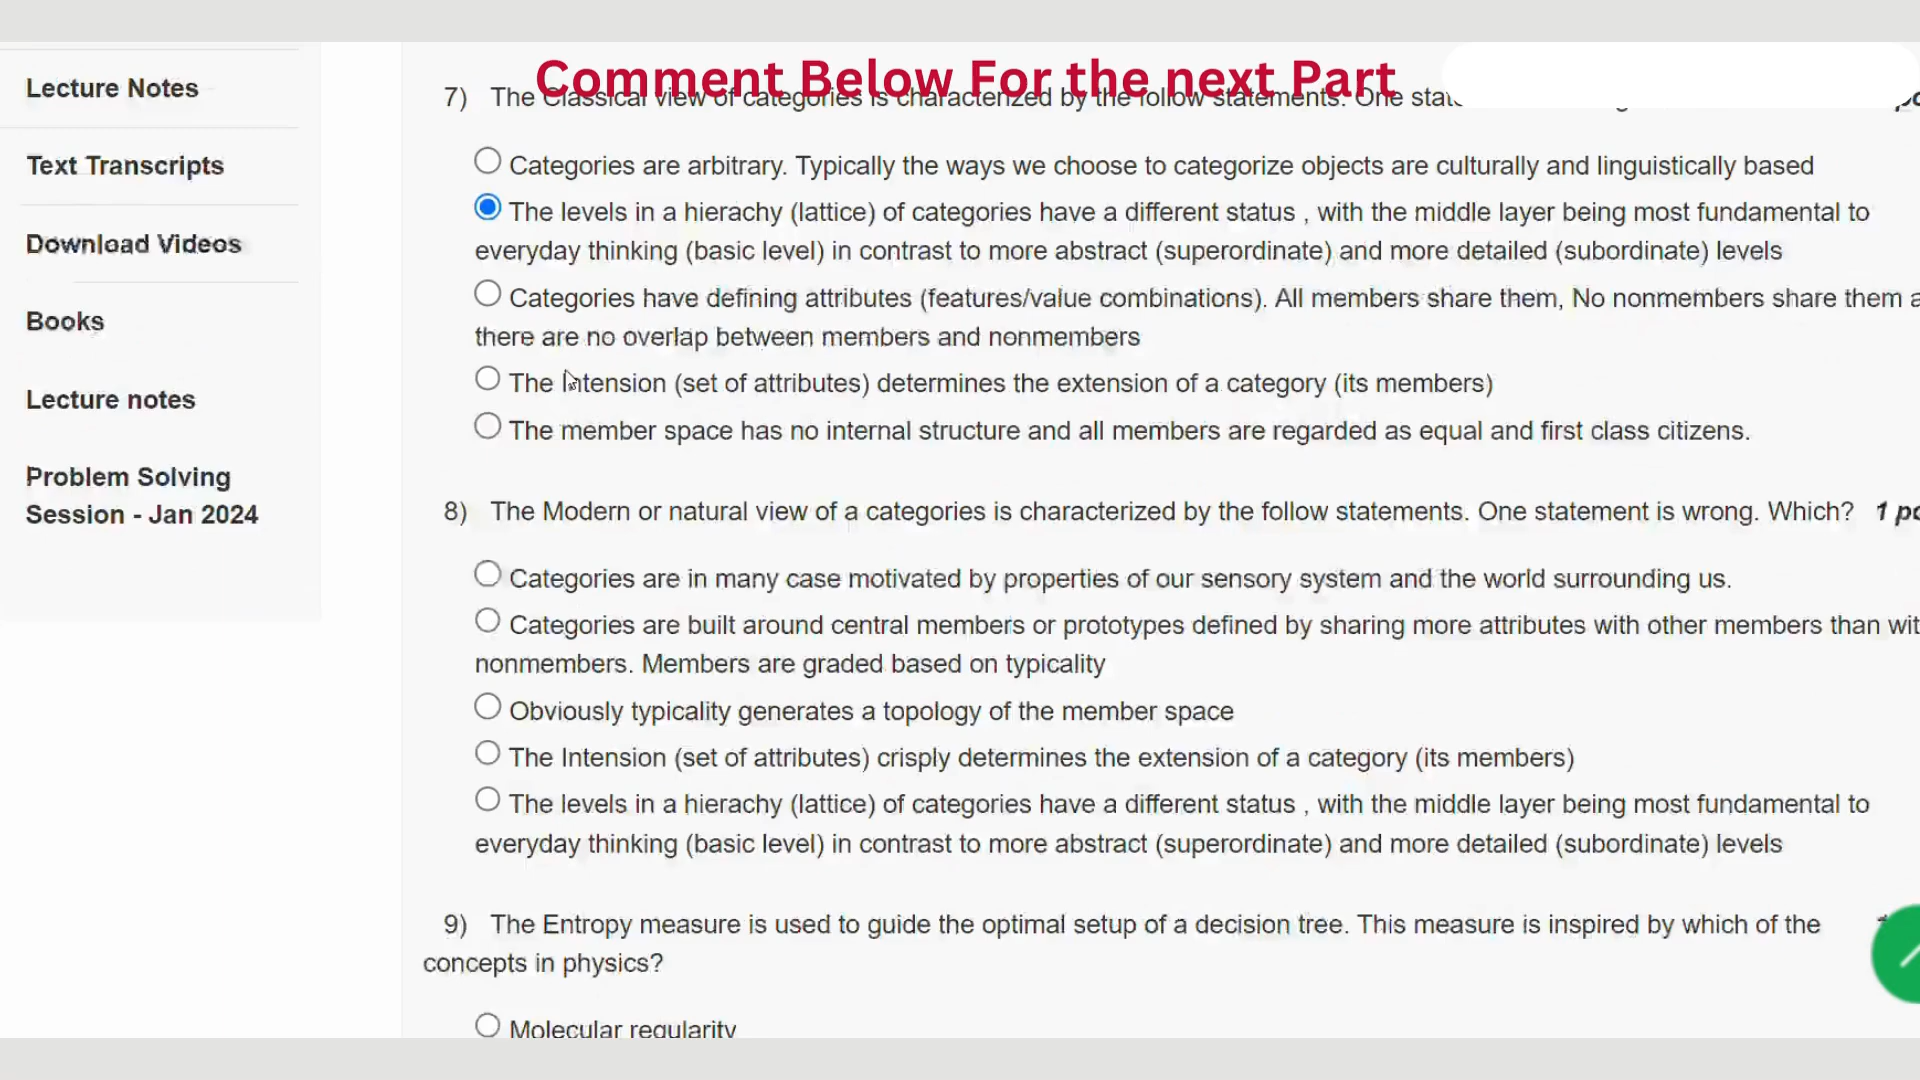 Comment Below For the next Part
Lecture Notes
Text Transcripts
Download Videos
Books
Lecture notes
Problem Solving
Session - Jan 2024
7) The Classical view of categories is characterized by the follow statements. One
Categories are arbitrary. Typically the ways we choose to categorize objects are culturally and linguistically based
The levels in a hierachy (lattice) of categories have a different status , with the middle layer being most fundamental to
everyday thinking (basic level) in contrast to more abstract (superordinate) and more detailed (subordinate) levels
Categories have defining attributes (features/value combinations). All members share them, No nonmembers share them
there are no overlap between members and nonmembers
The Intension (set of attributes) determines the extension of a category (its members)
The member space has no internal structure and all members are regarded as equal and first class citizens.
8) The Modern or natural view of a categories is characterized by the follow statements. One statement is wrong. Which? 1
Categories are in many case motivated by properties of our sensory system and the world surrounding us.
Categories are built around central members or prototypes defined by sharing more attributes with other members than
nonmembers. Members are graded based on typicality
Obviously typicality generates a topology of the member space
The Intension (set of attributes) crisply determines the extension of a category (its members)
The levels in a hierachy (lattice) of categories have a different status , with the middle layer being most fundamental to
everyday thinking (basic level) in contrast to more abstract (superordinate) and more detailed (subordinate) levels
9) The Entropy measure is used to guide the optimal setup of a decision tree. This measure is inspired by which of the
concepts in physics?
Molecular regularity